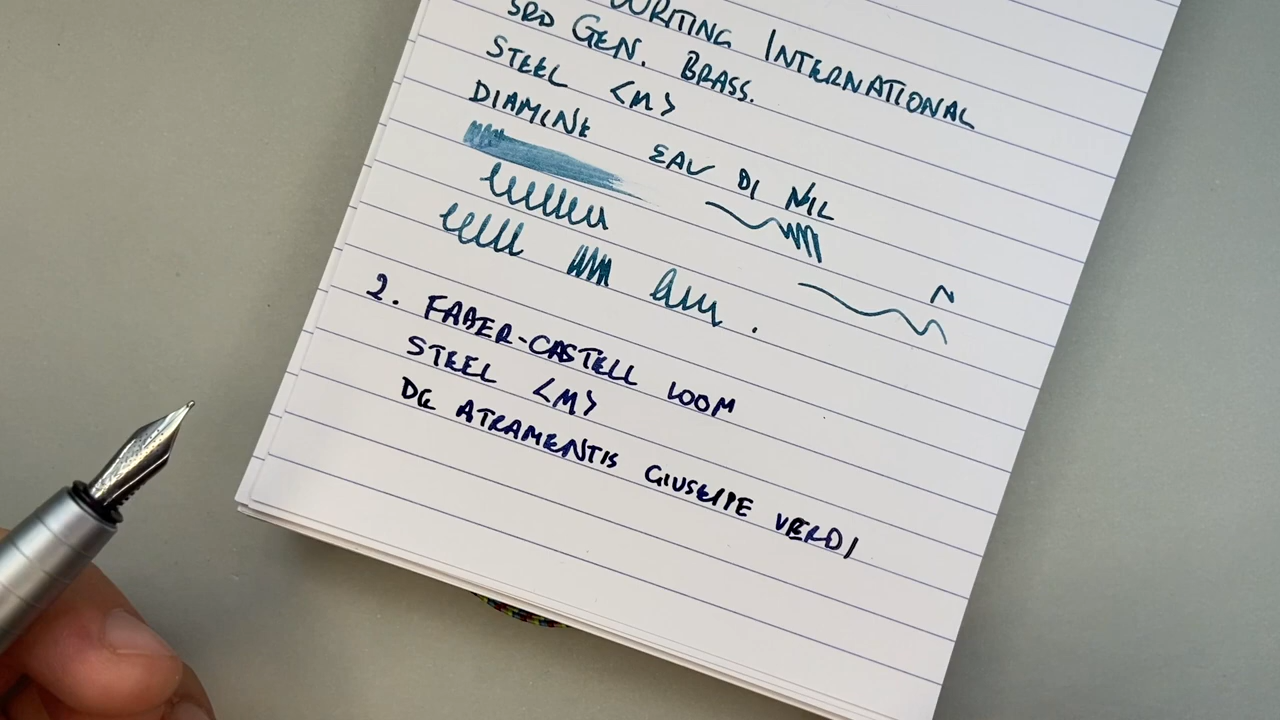 WRITING INTERNATIONAL
3RD GEN. BRASS.
STEEL <M>
DIAMINE EAU DI NIL
2. FABER-CASTELL LOOM
STEEL <M>
DE ATRAMENTIS GIUSEPPE VERDI